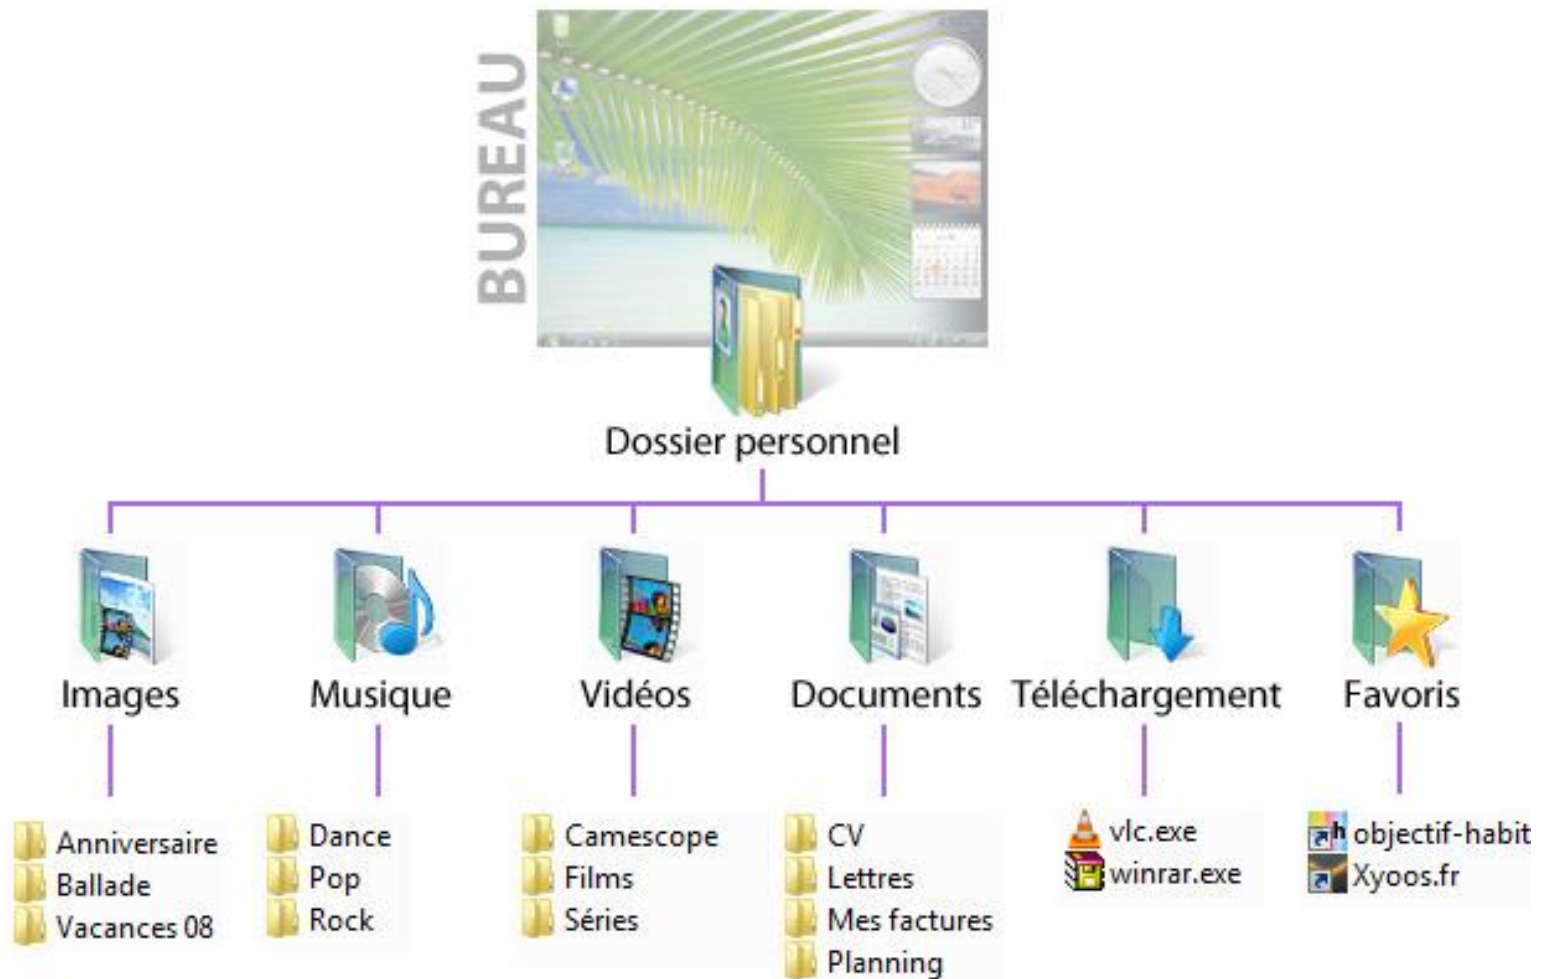 BUREAU
Dossier personnel
Images
Musique
Vidéos
Documents
Téléchargement
Favoris
Anniversaire
Ballade
Vacances 08
Dance
Pop
Rock
Camescope
Films
Séries
CV
Lettres
Mes factures
Planning
vlc.exe
winrar.exe
objectif-habit
Xyoos.fr